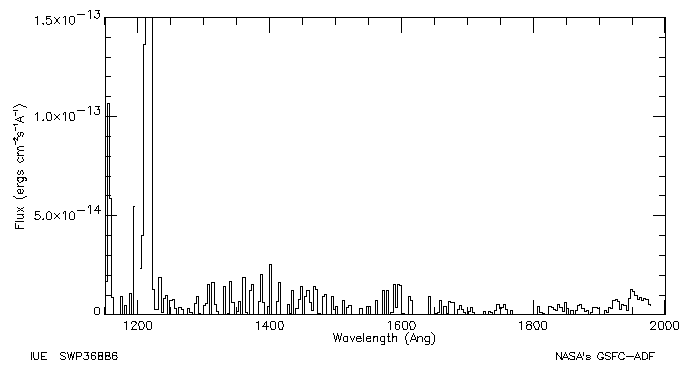 1.5×10⁻¹³
1.0×10⁻¹³
5.0×10⁻¹⁴
0
Flux (ergs cm⁻²s⁻¹A⁻¹)
1200 1400 1600 1800 2000
Wavelength (Ang)
IUE SWP36886 NASA's GSFC-ADF